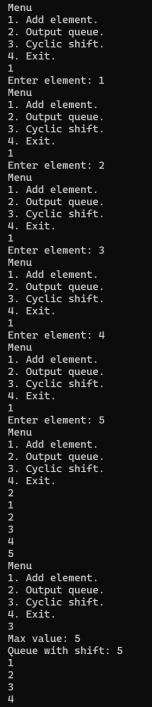 Menu
1. Add element.
2. Output queue.
3. Cyclic shift.
4. Exit.
1
Enter element: 1
Menu
1. Add element.
2. Output queue.
3. Cyclic shift.
4. Exit.
1
Enter element: 2
Menu
1. Add element.
2. Output queue.
3. Cyclic shift.
4. Exit.
1
Enter element: 3
Menu
1. Add element.
2. Output queue.
3. Cyclic shift.
4. Exit.
1
Enter element: 4
Menu
1. Add element.
2. Output queue.
3. Cyclic shift.
4. Exit.
1
Enter element: 5
Menu
1. Add element.
2. Output queue.
3. Cyclic shift.
4. Exit.
2
1
2
3
4
5
Menu
1. Add element.
2. Output queue.
3. Cyclic shift.
4. Exit.
3
Max value: 5
Queue with shift: 5
1
2
3
4